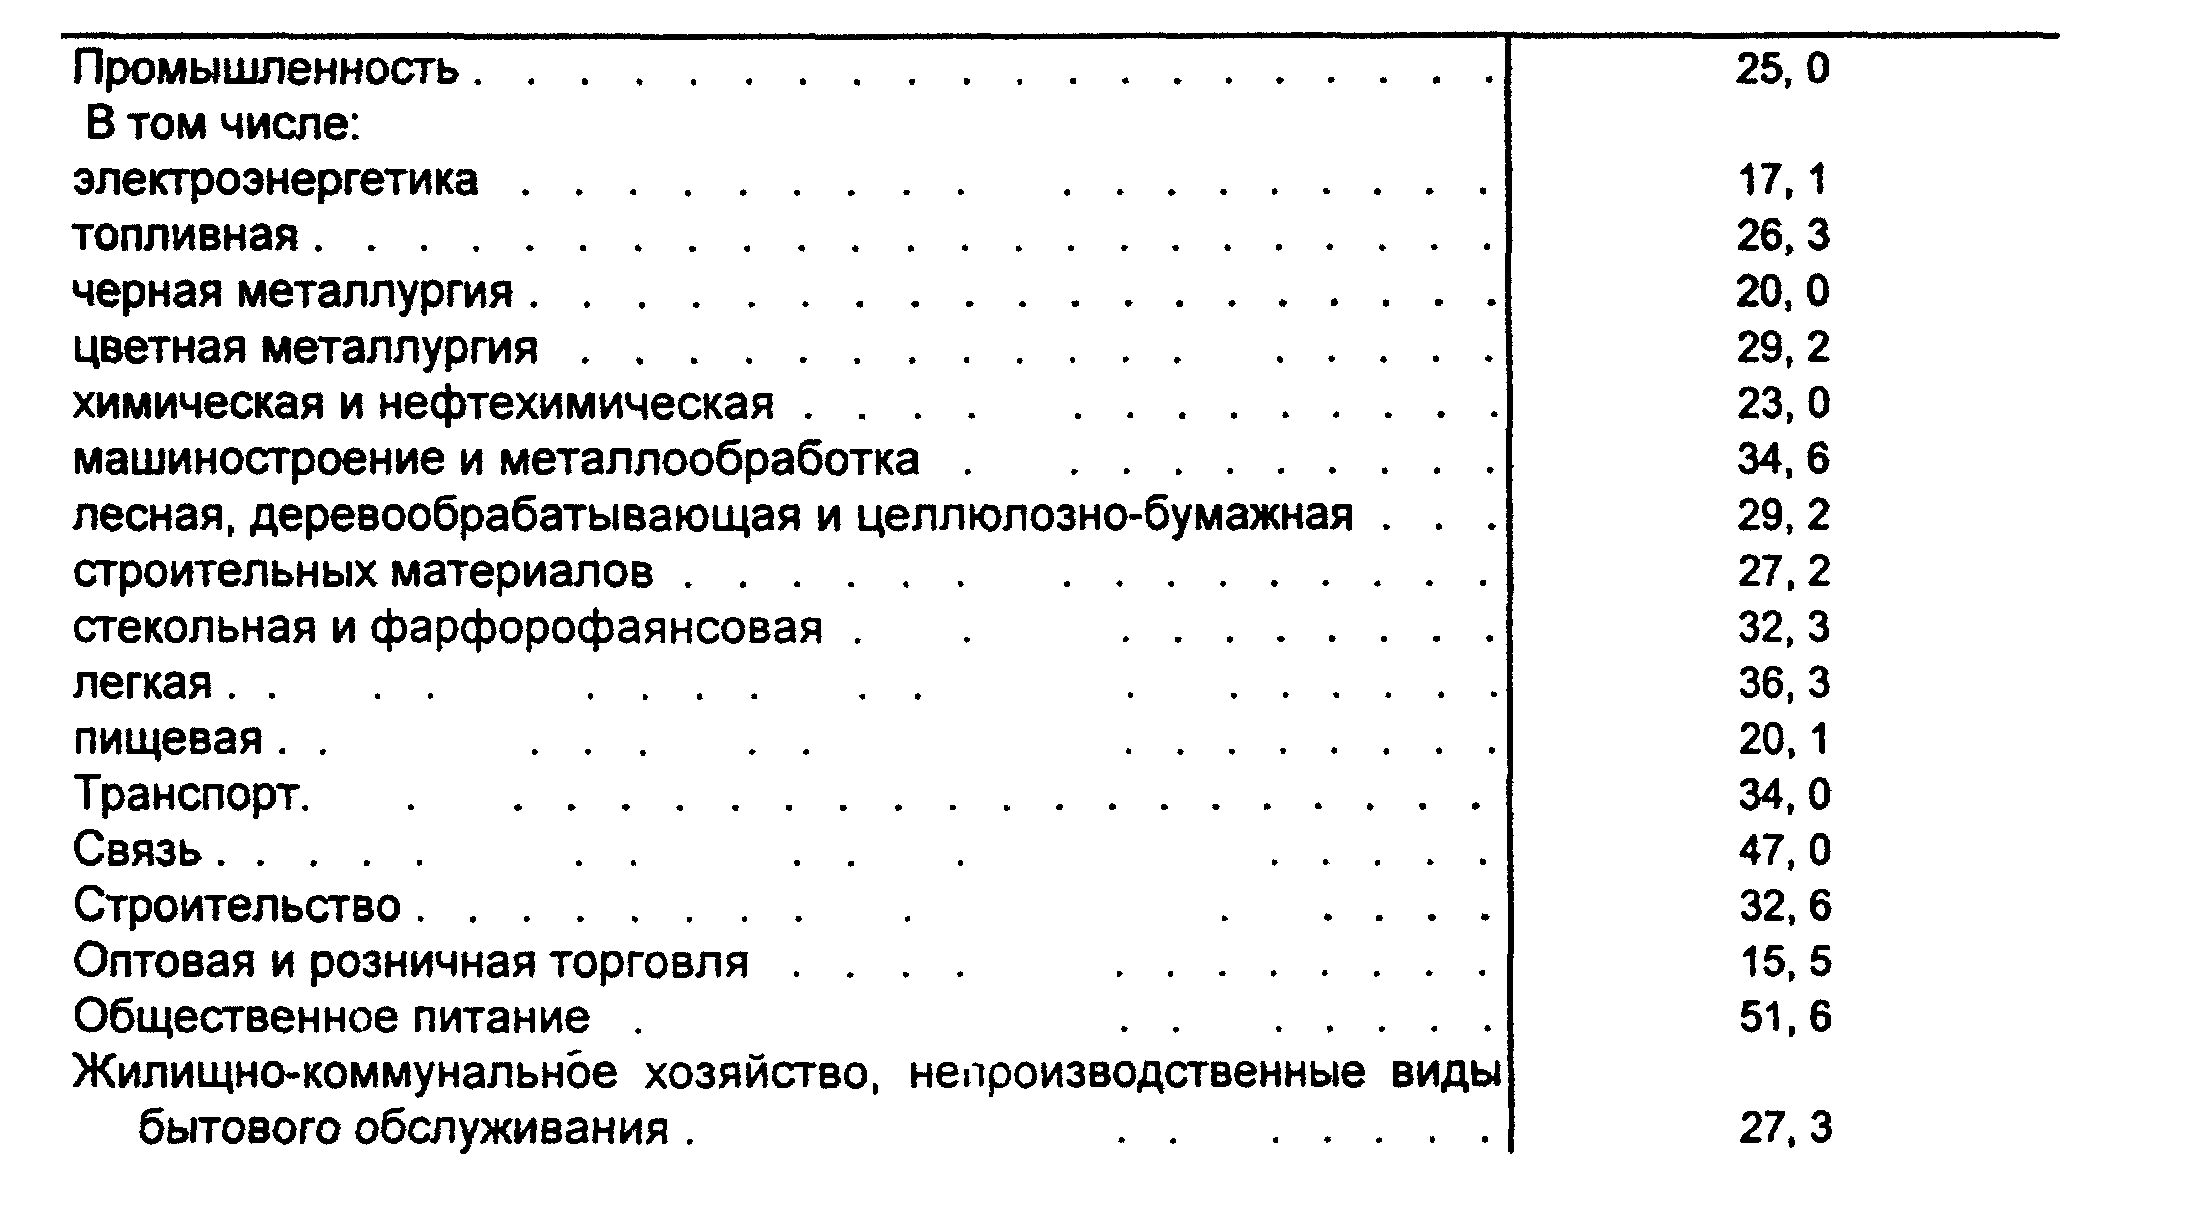 Промышленность . . . . . . . . . . . . . . . . . . . . 25, 0
В том числе:
электроэнергетика . . . . . . . . . . . . . . . . . . 17, 1
топливная . . . . . . . . . . . . . . . . . . . . . . . 26, 3
черная металлургия . . . . . . . . . . . . . . . . . . . 20, 0
цветная металлургия . . . . . . . . . . . . . . . . . 29, 2
химическая и нефтехимическая . . . . . . . . . . . . . 23, 0
машиностроение и металлообработка . . . . . . . . . . 34, 6
лесная, деревообрабатывающая и целлюлозно-бумажная . . . 29, 2
строительных материалов . . . . . . . . . . . . . . . 27, 2
стекольная и фарфорофаянсовая . . . . . . . . . . 32, 3
легкая . . . . . . . . . . . . . . . . . 36, 3
пищевая . . . . . . . . . . . . . . . 20, 1
Транспорт. . . . . . . . . . . . . . . . . . . . . 34, 0
Связь . . . . . . . . . . . . . . . 47, 0
Строительство . . . . . . . . . . . . . . 32, 6
Оптовая и розничная торговля . . . . . . . . . . . . 15, 5
Общественное питание . . . . . . . . 51, 6
Жилищно-коммунальное хозяйство, непроизводственные виды
бытового обслуживания . . . . . . . . 27, 3